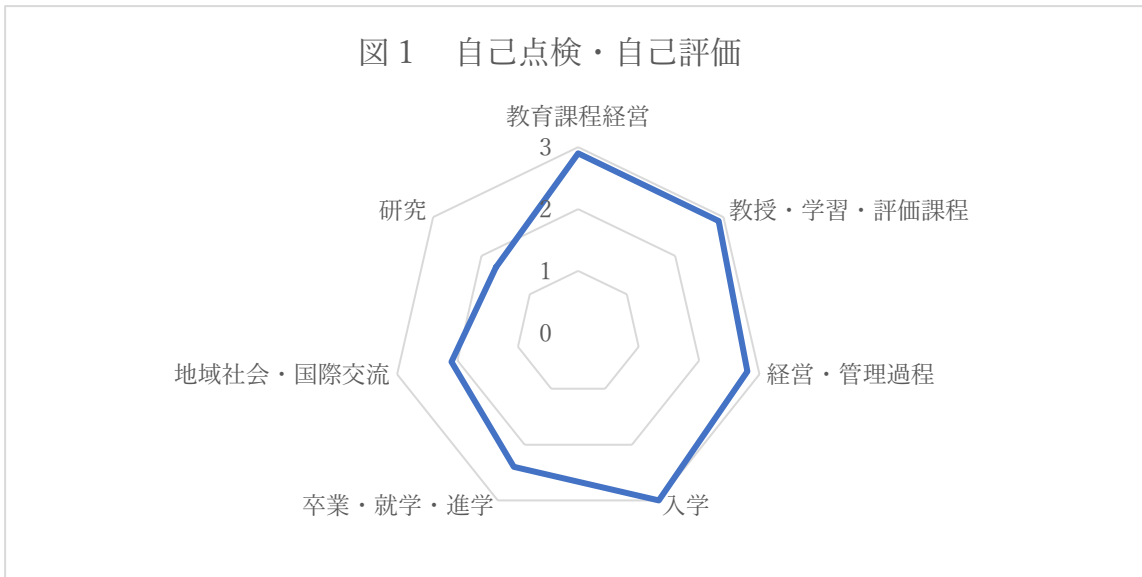 図１　自己点検・自己評価
教育課程経営
3
2
1
0
教授・学習・評価課程
経営・管理過程
入学
卒業・就学・進学
地域社会・国際交流
研究